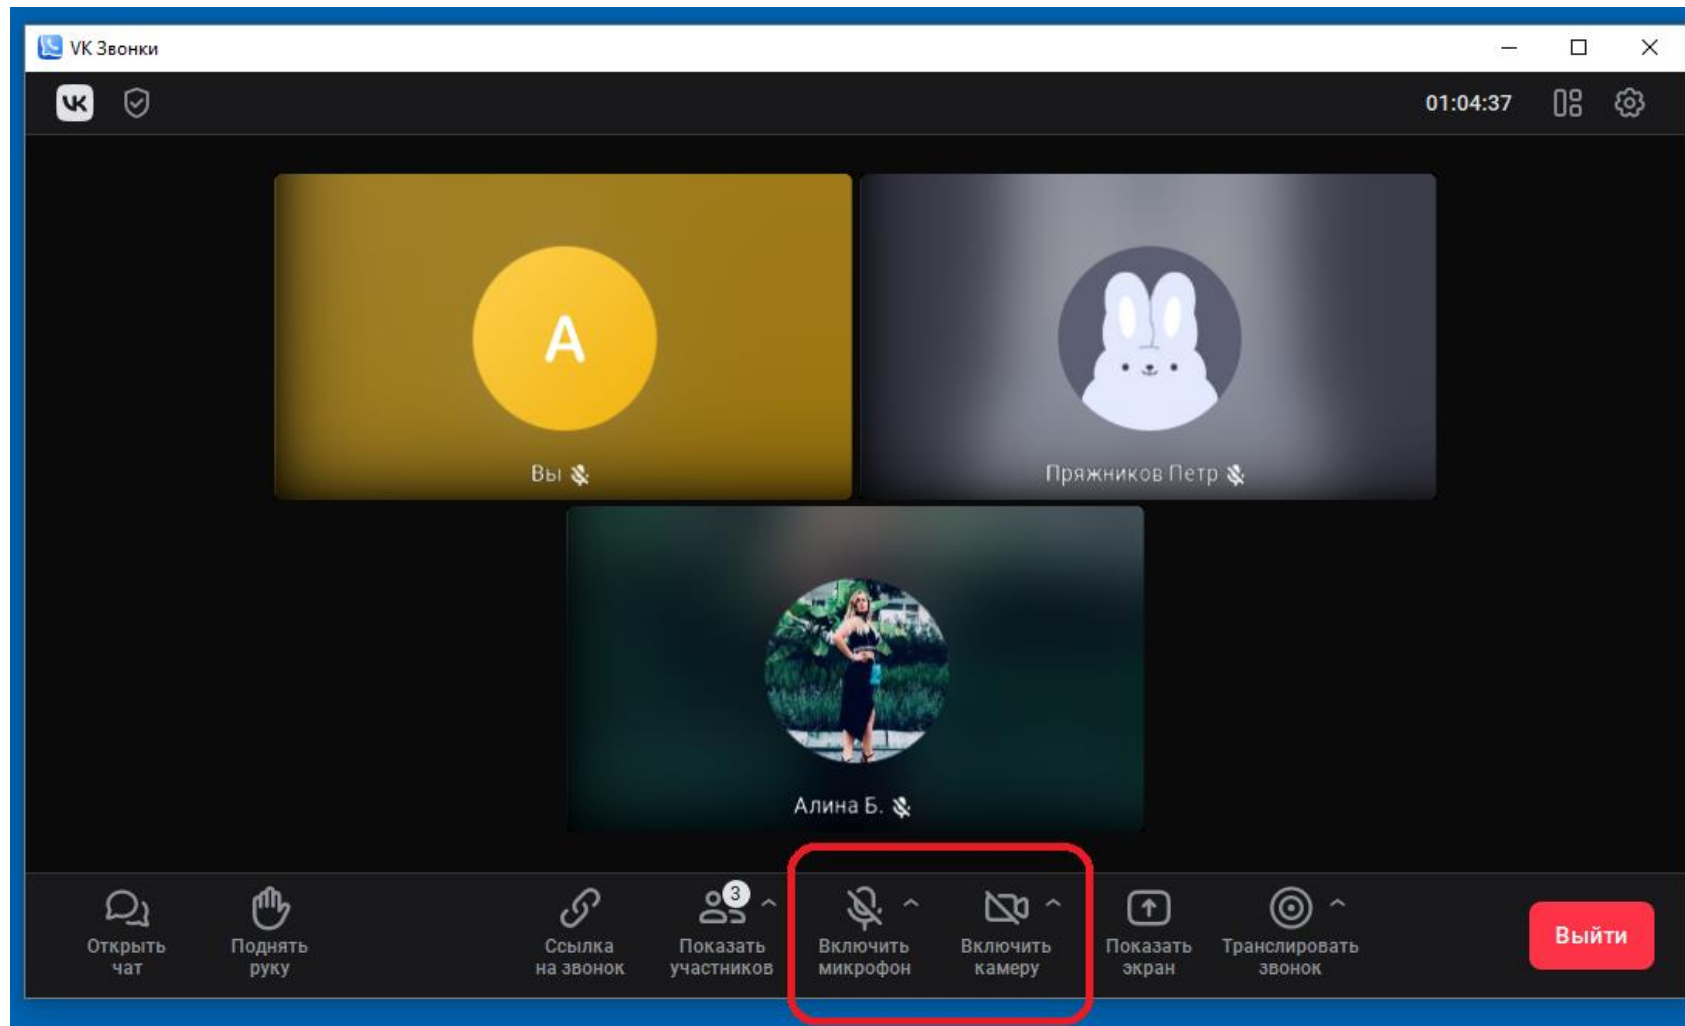 VK Звонки
VK
01:04:37
А
Вы
Пряжников Петр
Алина Б.
3
Открыть
чат
Поднять
руку
Ссылка
на звонок
Показать
участников
Включить
микрофон
Включить
камеру
Показать
экран
Транслировать
звонок
Выйти